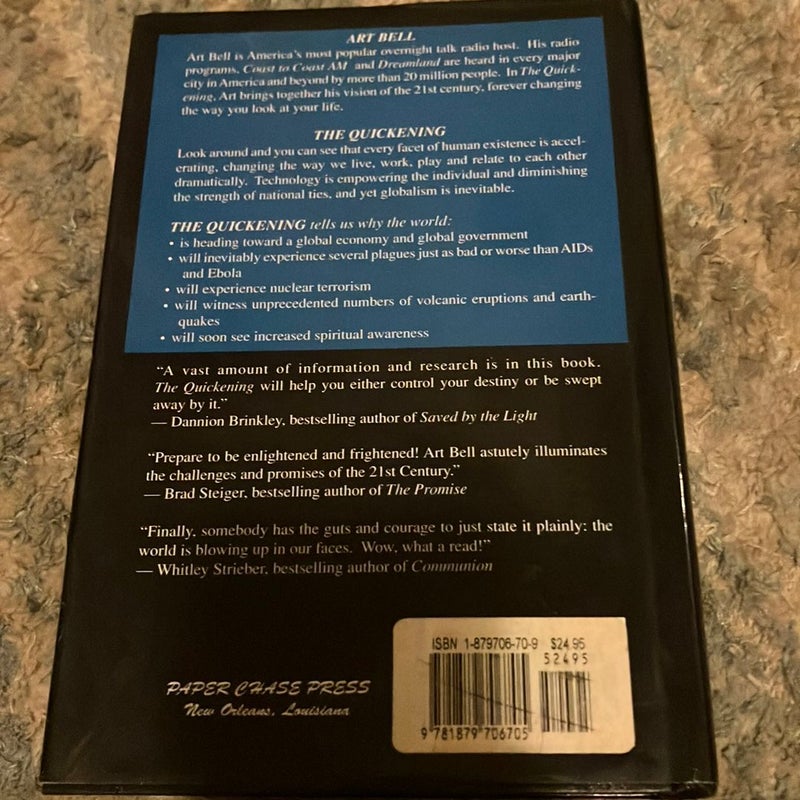 ART BELL
Art Bell is America's most popular overnight talk radio host. His radio
programs, Coast to Coast AM and Dreamland are heard in every major
city in America and beyond by more than 20 million people. In The Quick-
ening, Art brings together his vision of the 21st century, forever changing
the way you look at your life.
THE QUICKENING
Look around and you can see that every facet of human existence is accel-
erating, changing the way we live, work, play and relate to each other
dramatically. Technology is empowering the individual and diminishing
the strength of national ties, and yet globalism is inevitable.
THE QUICKENING tells us why the world:
• is heading toward a global economy and global government
• will inevitably experience several plagues just as bad or worse than AIDs
and Ebola
• will experience nuclear terrorism
• will witness unprecedented numbers of volcanic eruptions and earth-
quakes
• will soon see increased spiritual awareness
"A vast amount of information and research is in this book.
The Quickening will help you either control your destiny or be swept
away by it."
— Dannion Brinkley, bestselling author of Saved by the Light
"Prepare to be enlightened and frightened! Art Bell astutely illuminates
the challenges and promises of the 21st Century."
— Brad Steiger, bestselling author of The Promise
"Finally, somebody has the guts and courage to just state it plainly: the
world is blowing up in our faces. Wow, what a read!"
— Whitley Strieber, bestselling author of Communion
PAPER CHASE PRESS
New Orleans, Louisiana
ISBN 1-879706-70-9 $24.95
52495
9 781879 706705